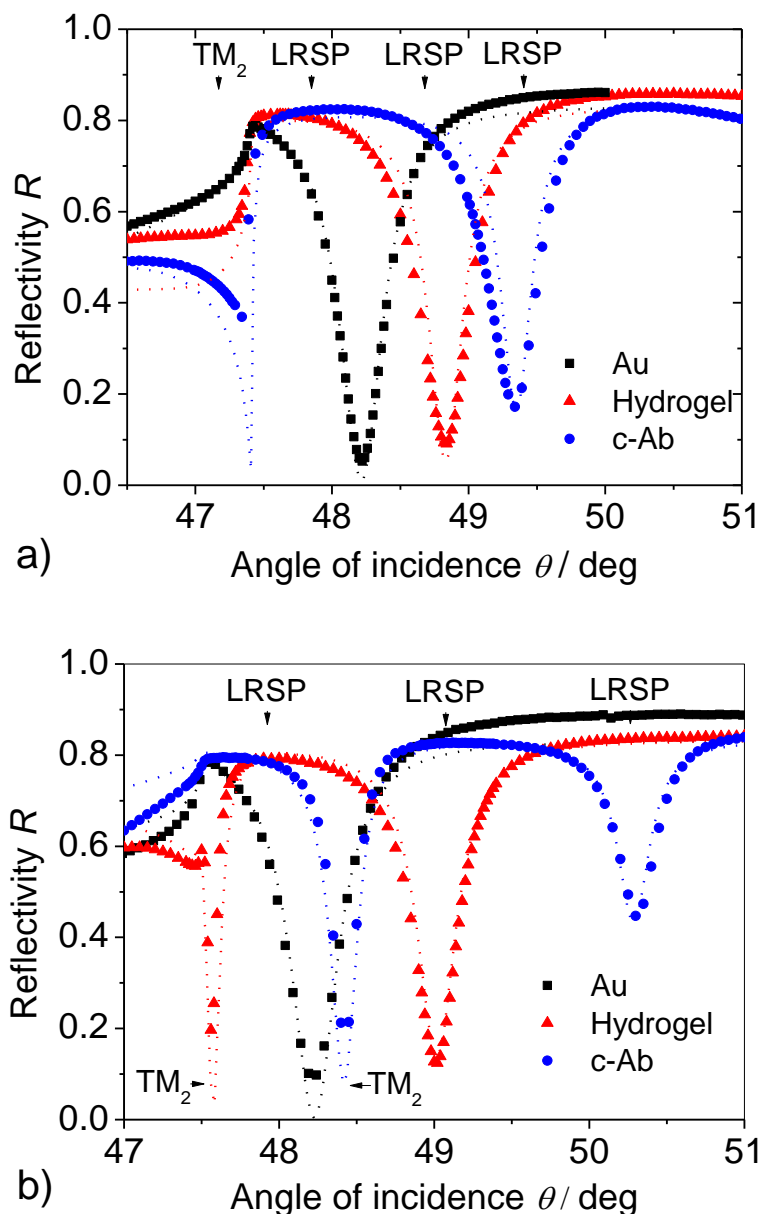 1.0
0.8
0.6
0.4
0.2
0.0
Reflectivity R
TM2 LRSP LRSP LRSP
Au
Hydrogel
c-Ab
47 48 49 50 51
a)
Angle of incidence θ / deg
1.0
0.8
0.6
0.4
0.2
0.0
Reflectivity R
LRSP LRSP LRSP
Au
Hydrogel
c-Ab
TM2 TM2
47 48 49 50 51
b)
Angle of incidence θ / deg